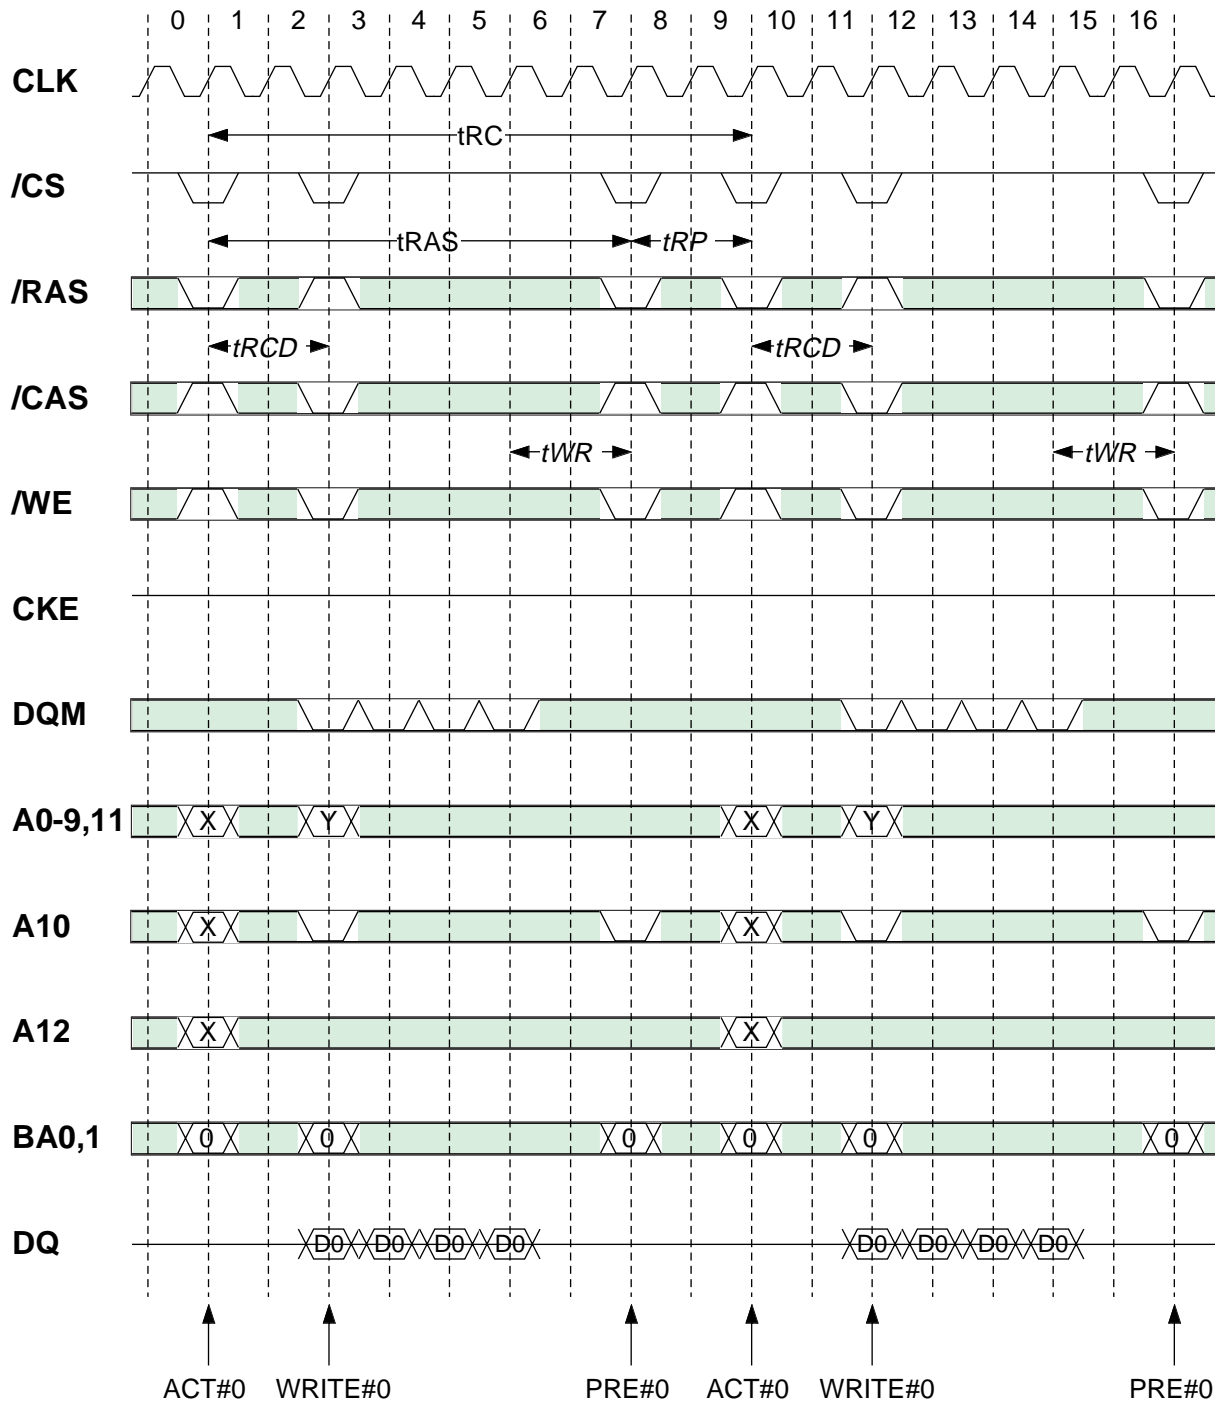 0 1 2 3 4 5 6 7 8 9 10 11 12 13 14 15 16
CLK
tRC
/CS
tRAS tRP
/RAS
tRCD tRCD
/CAS
tWR tWR
/WE
CKE
DQM
A0-9,11 X Y X Y
A10 X X
A12 X X
BA0,1 0 0 0 0 0 0
DQ D0 D0 D0 D0 D0 D0 D0 D0
ACT#0 WRITE#0 PRE#0 ACT#0 WRITE#0 PRE#0